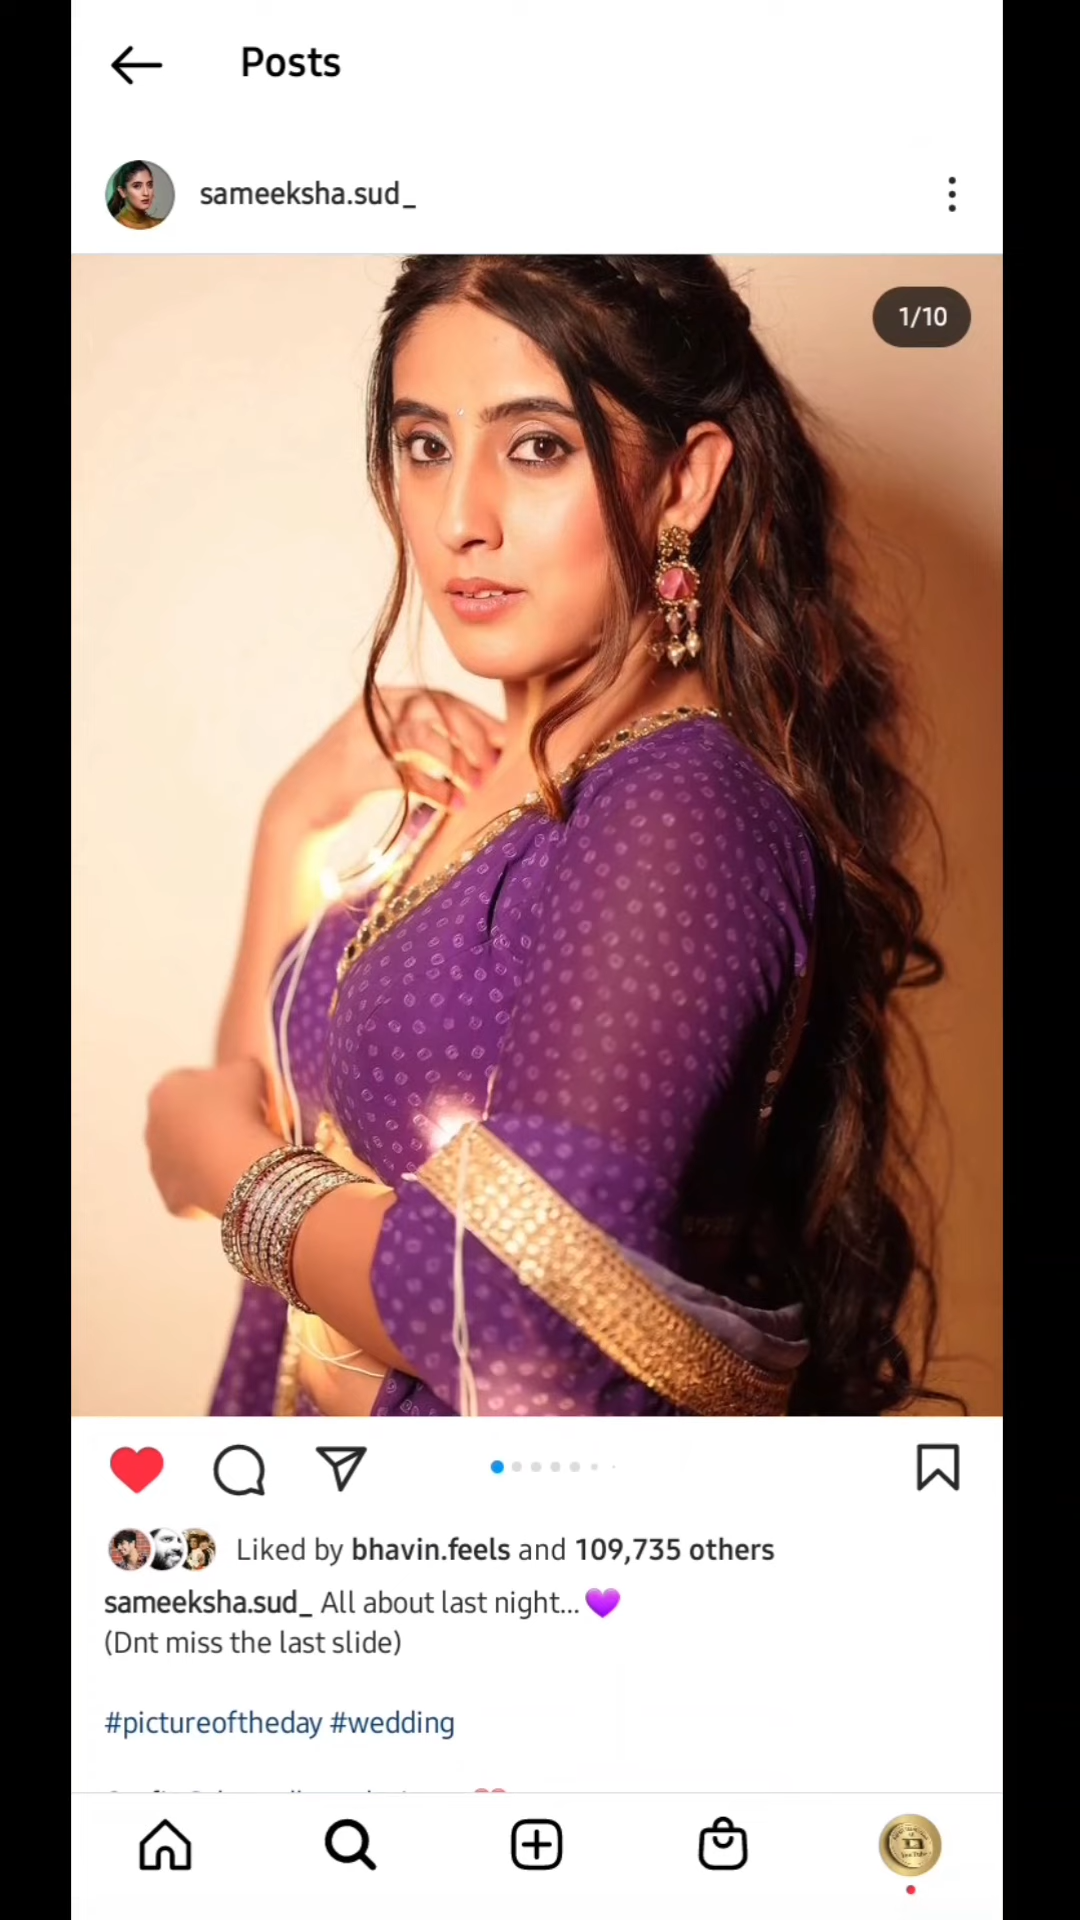 Posts
sameeksha.sud_
1/10
Liked by bhavin.feels and 109,735 others
sameeksha.sud_ All about last night...💜
(Dnt miss the last slide)
#pictureoftheday #wedding